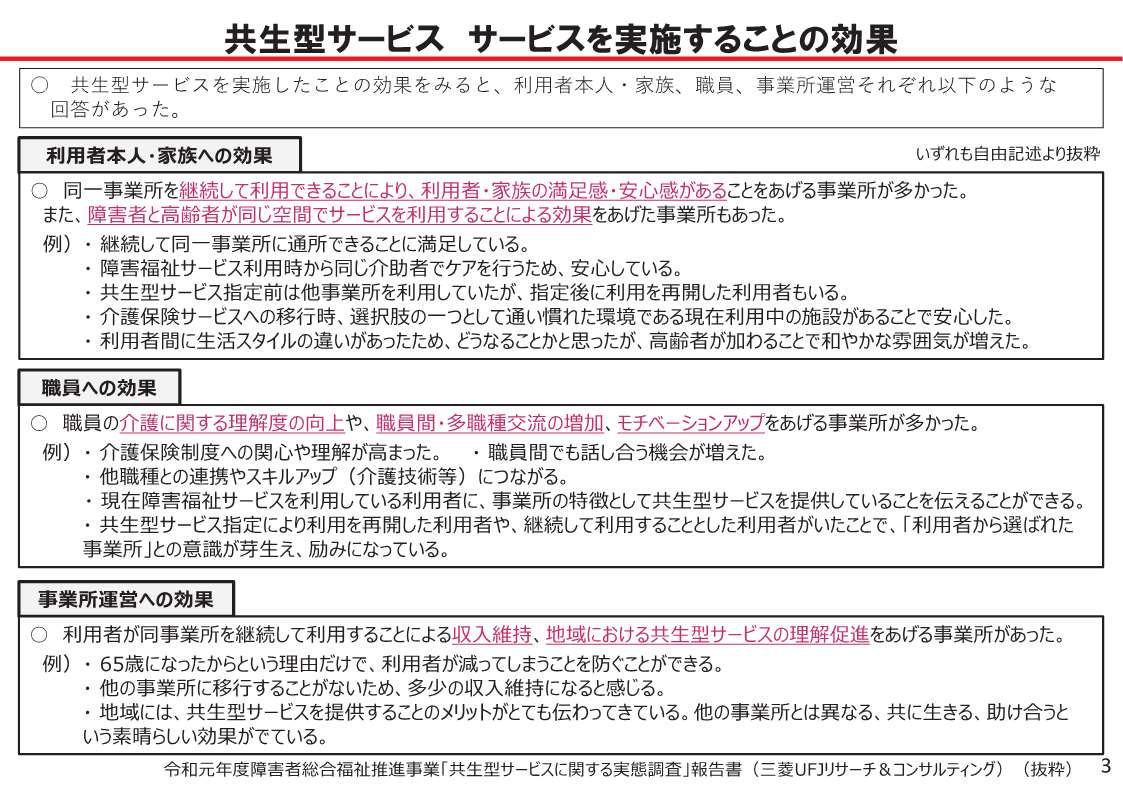 共生型サービス　サービスを実施することの効果
○　共生型サービスを実施したことの効果をみると、利用者本人・家族、職員、事業所運営それぞれ以下のような
回答があった。
利用者本人・家族への効果
いずれも自由記述より抜粋
○　同一事業所を継続して利用できることにより、利用者・家族の満足感・安心感があることをあげる事業所が多かった。
また、障害者と高齢者が同じ空間でサービスを利用することによる効果をあげた事業所もあった。
例）・継続して同一事業所に通所できることに満足している。
・障害福祉サービス利用時から同じ介助者でケアを行うため、安心している。
・共生型サービス指定前は他事業所を利用していたが、指定後に利用を再開した利用者もいる。
・介護保険サービスへの移行時、選択肢の一つとして通い慣れた環境である現在利用中の施設があることで安心した。
・利用者間に生活スタイルの違いがあったため、どうなることかと思ったが、高齢者が加わることで和やかな雰囲気が増えた。
職員への効果
○　職員の介護に関する理解度の向上や、職員間・多職種交流の増加、モチベーションアップをあげる事業所が多かった。
例）・介護保険制度への関心や理解が高まった。　・職員間でも話し合う機会が増えた。
・他職種との連携やスキルアップ（介護技術等）につながる。
・現在障害福祉サービスを利用している利用者に、事業所の特徴として共生型サービスを提供していることを伝えることができる。
・共生型サービス指定により利用を再開した利用者や、継続して利用することとした利用者がいたことで、「利用者から選ばれた
事業所」との意識が芽生え、励みになっている。
事業所運営への効果
○　利用者が同事業所を継続して利用することによる収入維持、地域における共生型サービスの理解促進をあげる事業所があった。
例）・65歳になったからという理由だけで、利用者が減ってしまうことを防ぐことができる。
・他の事業所に移行することがないため、多少の収入維持になると感じる。
・地域には、共生型サービスを提供することのメリットがとても伝わってきている。他の事業所とは異なる、共に生きる、助け合うと
いう素晴らしい効果がでている。
令和元年度障害者総合福祉推進事業「共生型サービスに関する実態調査」報告書（三菱UFJリサーチ＆コンサルティング）（抜粋）
3